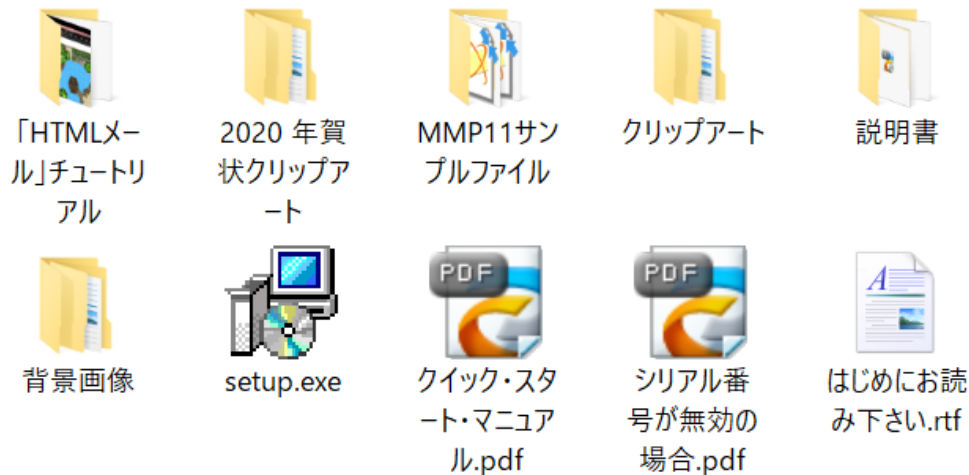 「HTMLメー
ル」チュートリ
アル
2020 年賀
状クリップア
ート
MMP11サン
プルファイル
クリップアート
説明書
背景画像
setup.exe
PDF
クイック・スタ
ート・マニュア
ル.pdf
PDF
シリアル番
号が無効の
場合.pdf
A
はじめにお読
み下さい.rtf